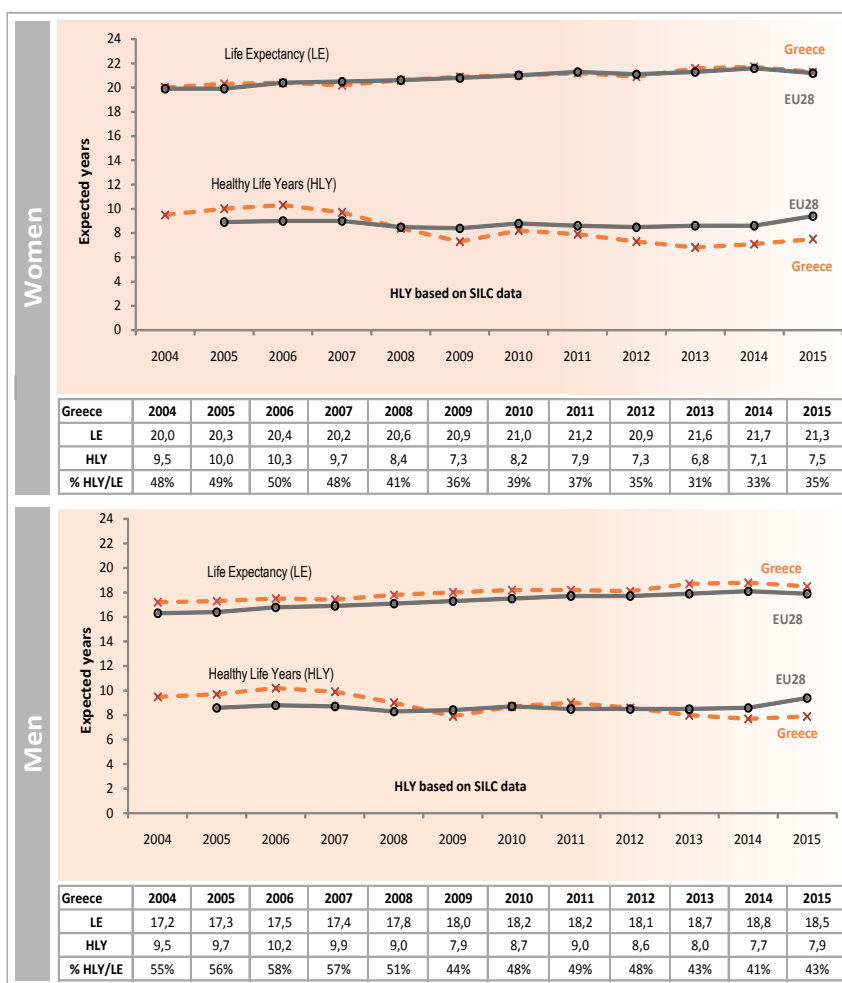 Women
24
22
20
18
16
14
12
10
8
6
4
2
0
Expected years
Life Expectancy (LE)
Greece
EU28
Healthy Life Years (HLY)
EU28
Greece
HLY based on SILC data
2004 2005 2006 2007 2008 2009 2010 2011 2012 2013 2014 2015
Greece 2004 2005 2006 2007 2008 2009 2010 2011 2012 2013 2014 2015
LE 20,0 20,3 20,4 20,2 20,6 20,9 21,0 21,2 20,9 21,6 21,7 21,3
HLY 9,5 10,0 10,3 9,7 8,4 7,3 8,2 7,9 7,3 6,8 7,1 7,5
% HLY/LE 48% 49% 50% 48% 41% 36% 39% 37% 35% 31% 33% 35%
Men
24
22
20
18
16
14
12
10
8
6
4
2
0
Expected years
Life Expectancy (LE)
Greece
EU28
Healthy Life Years (HLY)
EU28
Greece
HLY based on SILC data
2004 2005 2006 2007 2008 2009 2010 2011 2012 2013 2014 2015
Greece 2004 2005 2006 2007 2008 2009 2010 2011 2012 2013 2014 2015
LE 17,2 17,3 17,5 17,4 17,8 18,0 18,2 18,2 18,1 18,7 18,8 18,5
HLY 9,5 9,7 10,2 9,9 9,0 7,9 8,7 9,0 8,6 8,0 7,7 7,9
% HLY/LE 55% 56% 58% 57% 51% 44% 48% 49% 48% 43% 41% 43%